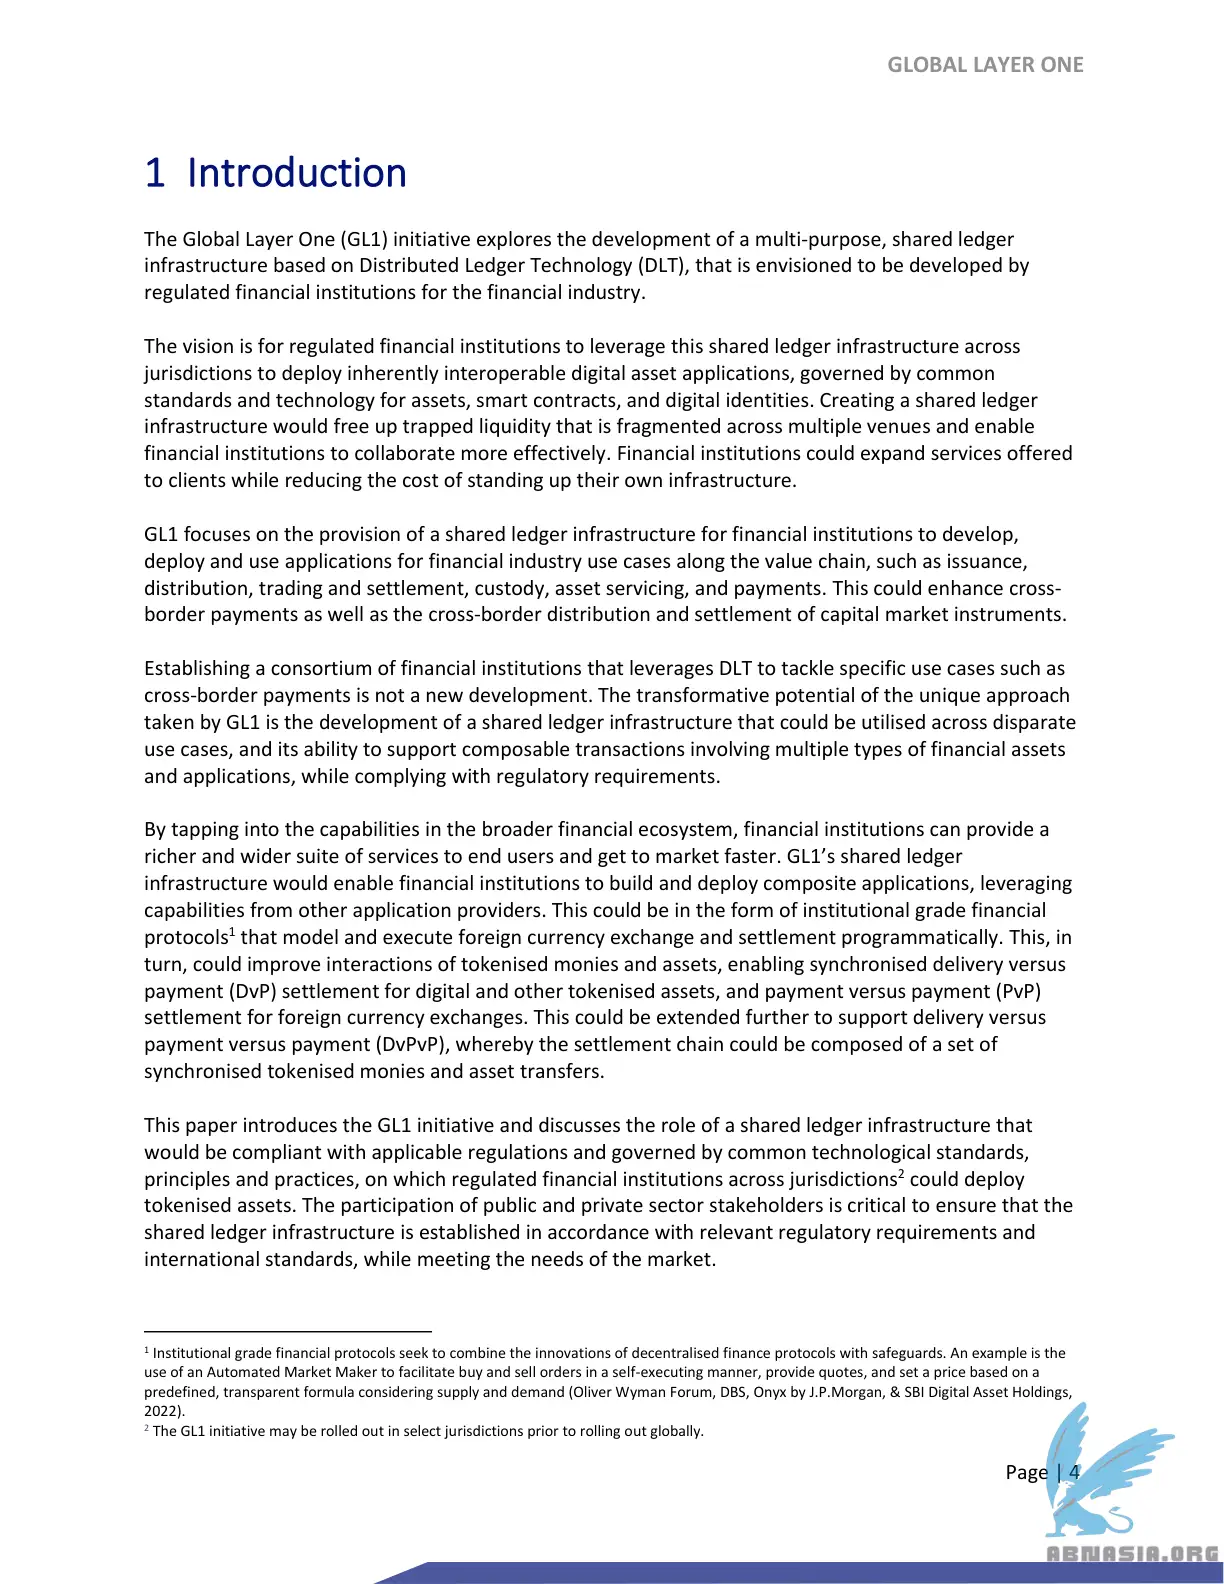 GLOBAL LAYER ONE
1 Introduction
The Global Layer One (GL1) initiative explores the development of a multi-purpose, shared ledger
infrastructure based on Distributed Ledger Technology (DLT), that is envisioned to be developed by
regulated financial institutions for the financial industry.
The vision is for regulated financial institutions to leverage this shared ledger infrastructure across
jurisdictions to deploy inherently interoperable digital asset applications, governed by common
standards and technology for assets, smart contracts, and digital identities. Creating a shared ledger
infrastructure would free up trapped liquidity that is fragmented across multiple venues and enable
financial institutions to collaborate more effectively. Financial institutions could expand services offered
to clients while reducing the cost of standing up their own infrastructure.
GL1 focuses on the provision of a shared ledger infrastructure for financial institutions to develop,
deploy and use applications for financial industry use cases along the value chain, such as issuance,
distribution, trading and settlement, custody, asset servicing, and payments. This could enhance cross-
border payments as well as the cross-border distribution and settlement of capital market instruments.
Establishing a consortium of financial institutions that leverages DLT to tackle specific use cases such as
cross-border payments is not a new development. The transformative potential of the unique approach
taken by GL1 is the development of a shared ledger infrastructure that could be utilised across disparate
use cases, and its ability to support composable transactions involving multiple types of financial assets
and applications, while complying with regulatory requirements.
By tapping into the capabilities in the broader financial ecosystem, financial institutions can provide a
richer and wider suite of services to end users and get to market faster. GL1’s shared ledger
infrastructure would enable financial institutions to build and deploy composite applications, leveraging
capabilities from other application providers. This could be in the form of institutional grade financial
protocols1 that model and execute foreign currency exchange and settlement programmatically. This, in
turn, could improve interactions of tokenised monies and assets, enabling synchronised delivery versus
payment (DvP) settlement for digital and other tokenised assets, and payment versus payment (PvP)
settlement for foreign currency exchanges. This could be extended further to support delivery versus
payment versus payment (DvPvP), whereby the settlement chain could be composed of a set of
synchronised tokenised monies and asset transfers.
This paper introduces the GL1 initiative and discusses the role of a shared ledger infrastructure that
would be compliant with applicable regulations and governed by common technological standards,
principles and practices, on which regulated financial institutions across jurisdictions2 could deploy
tokenised assets. The participation of public and private sector stakeholders is critical to ensure that the
shared ledger infrastructure is established in accordance with relevant regulatory requirements and
international standards, while meeting the needs of the market.
1 Institutional grade financial protocols seek to combine the innovations of decentralised finance protocols with safeguards. An example is the
use of an Automated Market Maker to facilitate buy and sell orders in a self-executing manner, provide quotes, and set a price based on a
predefined, transparent formula considering supply and demand (Oliver Wyman Forum, DBS, Onyx by J.P.Morgan, & SBI Digital Asset Holdings,
2022).
2 The GL1 initiative may be rolled out in select jurisdictions prior to rolling out globally.
Page | 4
ABNASIA.ORG